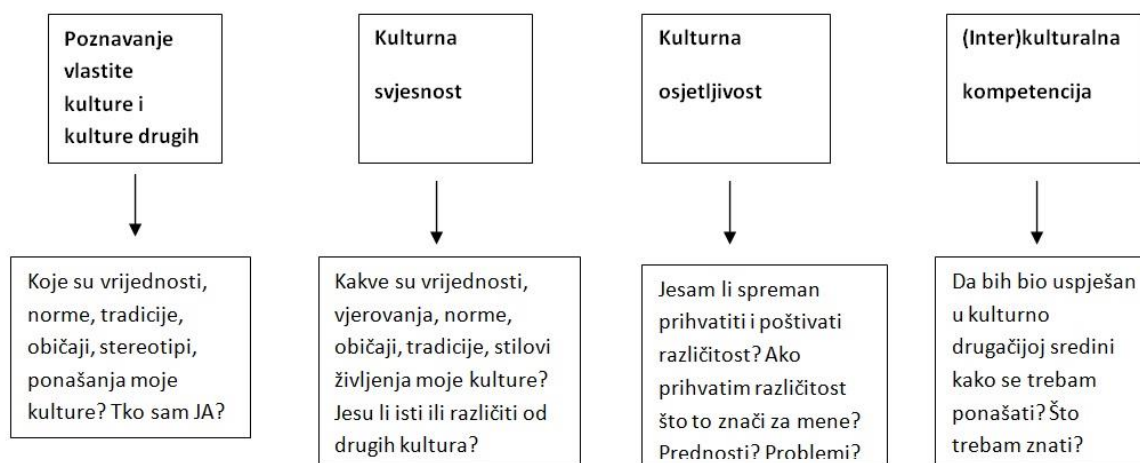 Poznavanje
vlastite
kulture i
kulture drugih
Kulturna
svjesnost
Kulturna
osjetljivost
(Inter)kulturalna
kompetencija
Koje su vrijednosti,
norme, tradicije,
običaji, stereotipi,
ponašanja moje
kulture? Tko sam JA?
Kakve su vrijednosti,
vjerovanja, norme,
običaji, tradicije, stilovi
življenja moje kulture?
Jesu li isti ili različiti od
drugih kultura?
Jesam li spreman
prihvatiti i poštivati
različitost? Ako
prihvatim različitost
što to znači za mene?
Prednosti? Problemi?
Da bih bio uspješan
u kulturno
drugačijoj sredini
kako se trebam
ponašati? Što
trebam znati?